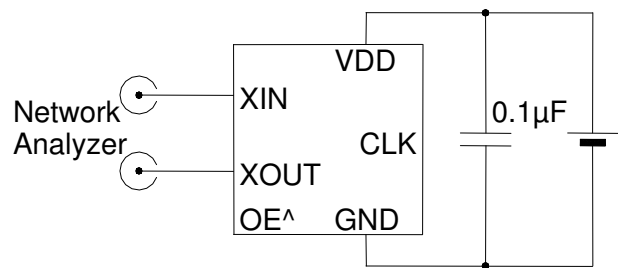 VDD
XIN
Network
Analyzer
0.1µF
CLK
XOUT
OE^
GND